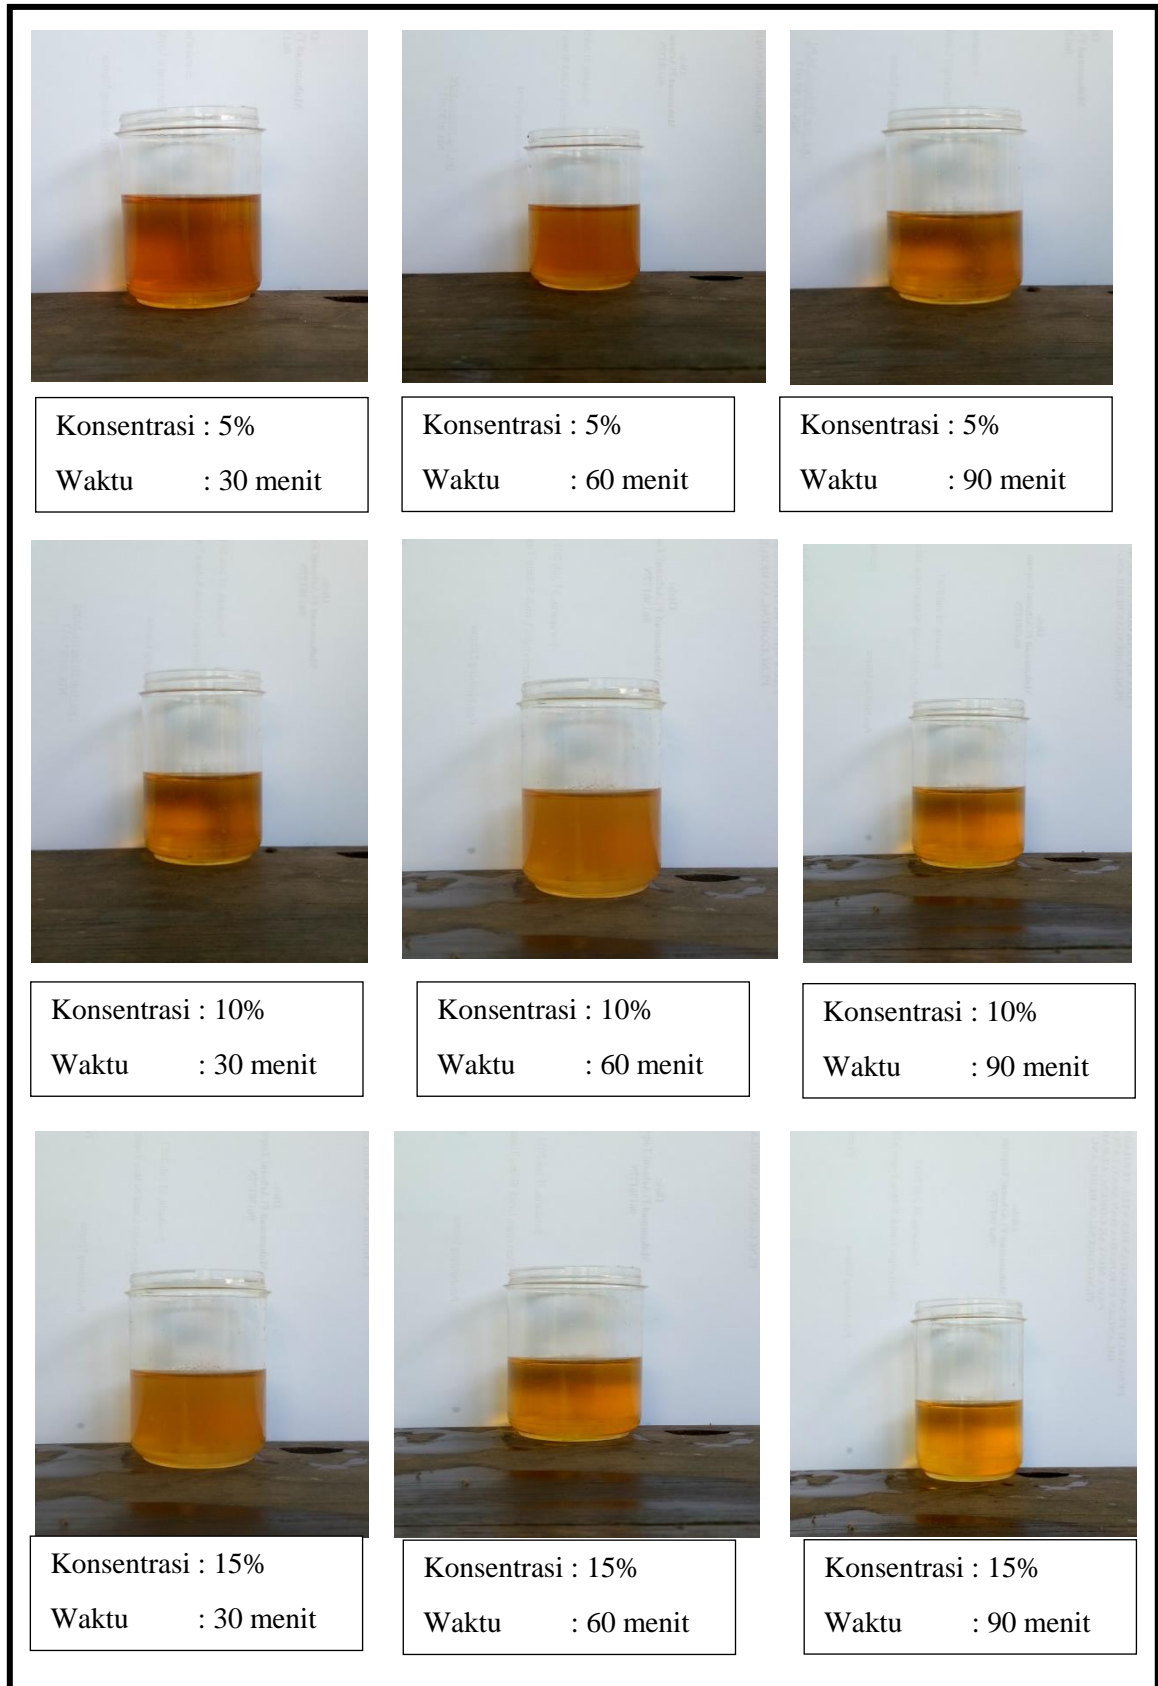 Konsentrasi : 5%
Waktu : 30 menit
Konsentrasi : 5%
Waktu : 60 menit
Konsentrasi : 5%
Waktu : 90 menit
Konsentrasi : 10%
Waktu : 30 menit
Konsentrasi : 10%
Waktu : 60 menit
Konsentrasi : 10%
Waktu : 90 menit
Konsentrasi : 15%
Waktu : 30 menit
Konsentrasi : 15%
Waktu : 60 menit
Konsentrasi : 15%
Waktu : 90 menit